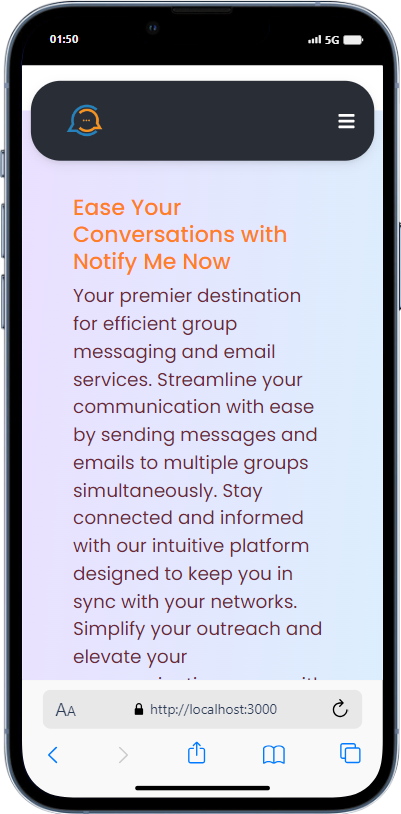 01:50
5G
Ease Your
Conversations with
Notify Me Now
Your premier destination
for efficient group
messaging and email
services. Streamline your
communication with ease
by sending messages and
emails to multiple groups
simultaneously. Stay
connected and informed
with our intuitive platform
designed to keep you in
sync with your networks.
Simplify your outreach and
elevate your
AA
http://localhost:3000